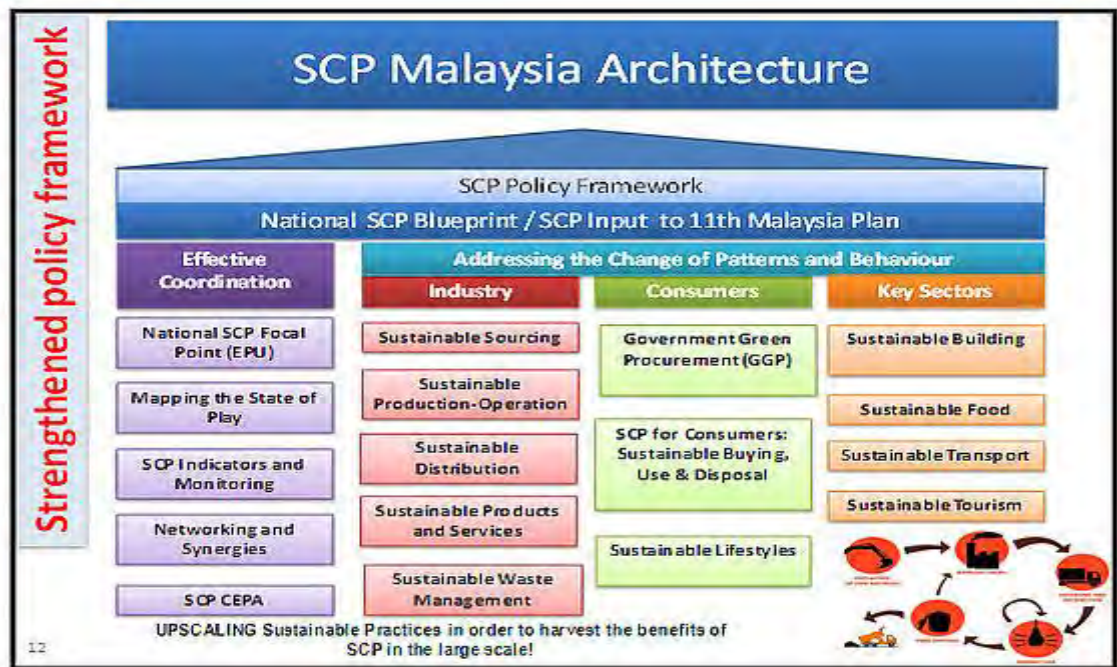 Strengthened policy framework
SCP Malaysia Architecture
SCP Policy Framework
National SCP Blueprint / SCP Input to 11th Malaysia Plan
Effective
Coordination
Addressing the Change of Patterns and Behaviour
Industry
Consumers
Key Sectors
National SCP Focal
Point (EPU)
Mapping the State of
Play
SCP Indicators and
Monitoring
Networking and
Synergies
SCP CEPA
Sustainable Sourcing
Sustainable
Production-Operation
Sustainable
Distribution
Sustainable Products
and Services
Sustainable Waste
Management
Government Green
Procurement (GGP)
SCP for Consumers:
Sustainable Buying,
Use & Disposal
Sustainable Lifestyles
Sustainable Building
Sustainable Food
Sustainable Transport
Sustainable Tourism
UPSCALING Sustainable Practices in order to harvest the benefits of
SCP in the large scale!
12